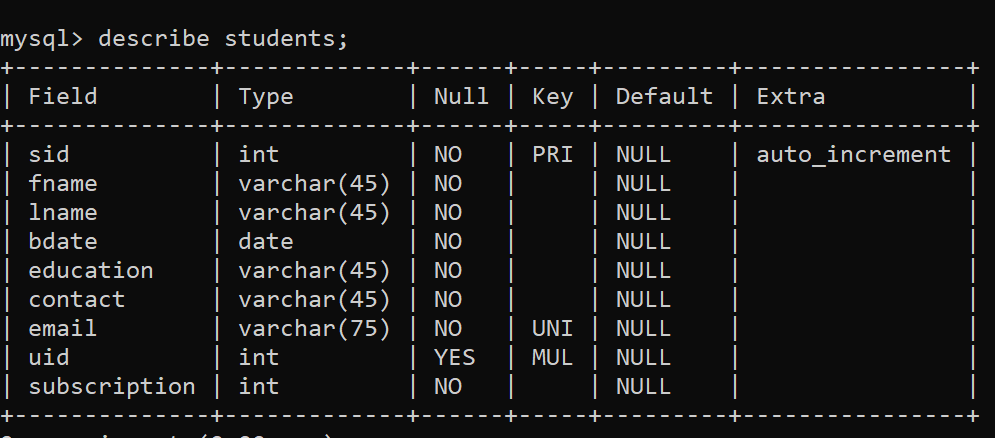 mysql> describe students;
+--------------+-------------+------+-----+---------+----------------+
| Field        | Type        | Null | Key | Default | Extra          |
+--------------+-------------+------+-----+---------+----------------+
| sid          | int         | NO   | PRI | NULL    | auto_increment |
| fname        | varchar(45) | NO   |     | NULL    |                |
| lname        | varchar(45) | NO   |     | NULL    |                |
| bdate        | date        | NO   |     | NULL    |                |
| education    | varchar(45) | NO   |     | NULL    |                |
| contact      | varchar(45) | NO   |     | NULL    |                |
| email        | varchar(75) | NO   | UNI | NULL    |                |
| uid          | int         | YES  | MUL | NULL    |                |
| subscription | int         | NO   |     | NULL    |                |
+--------------+-------------+------+-----+---------+----------------+